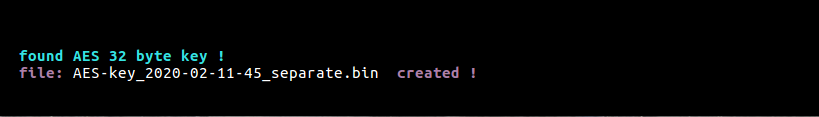 found AES 32 byte key !
file: AES-key_2020-02-11-45_separate.bin  created !